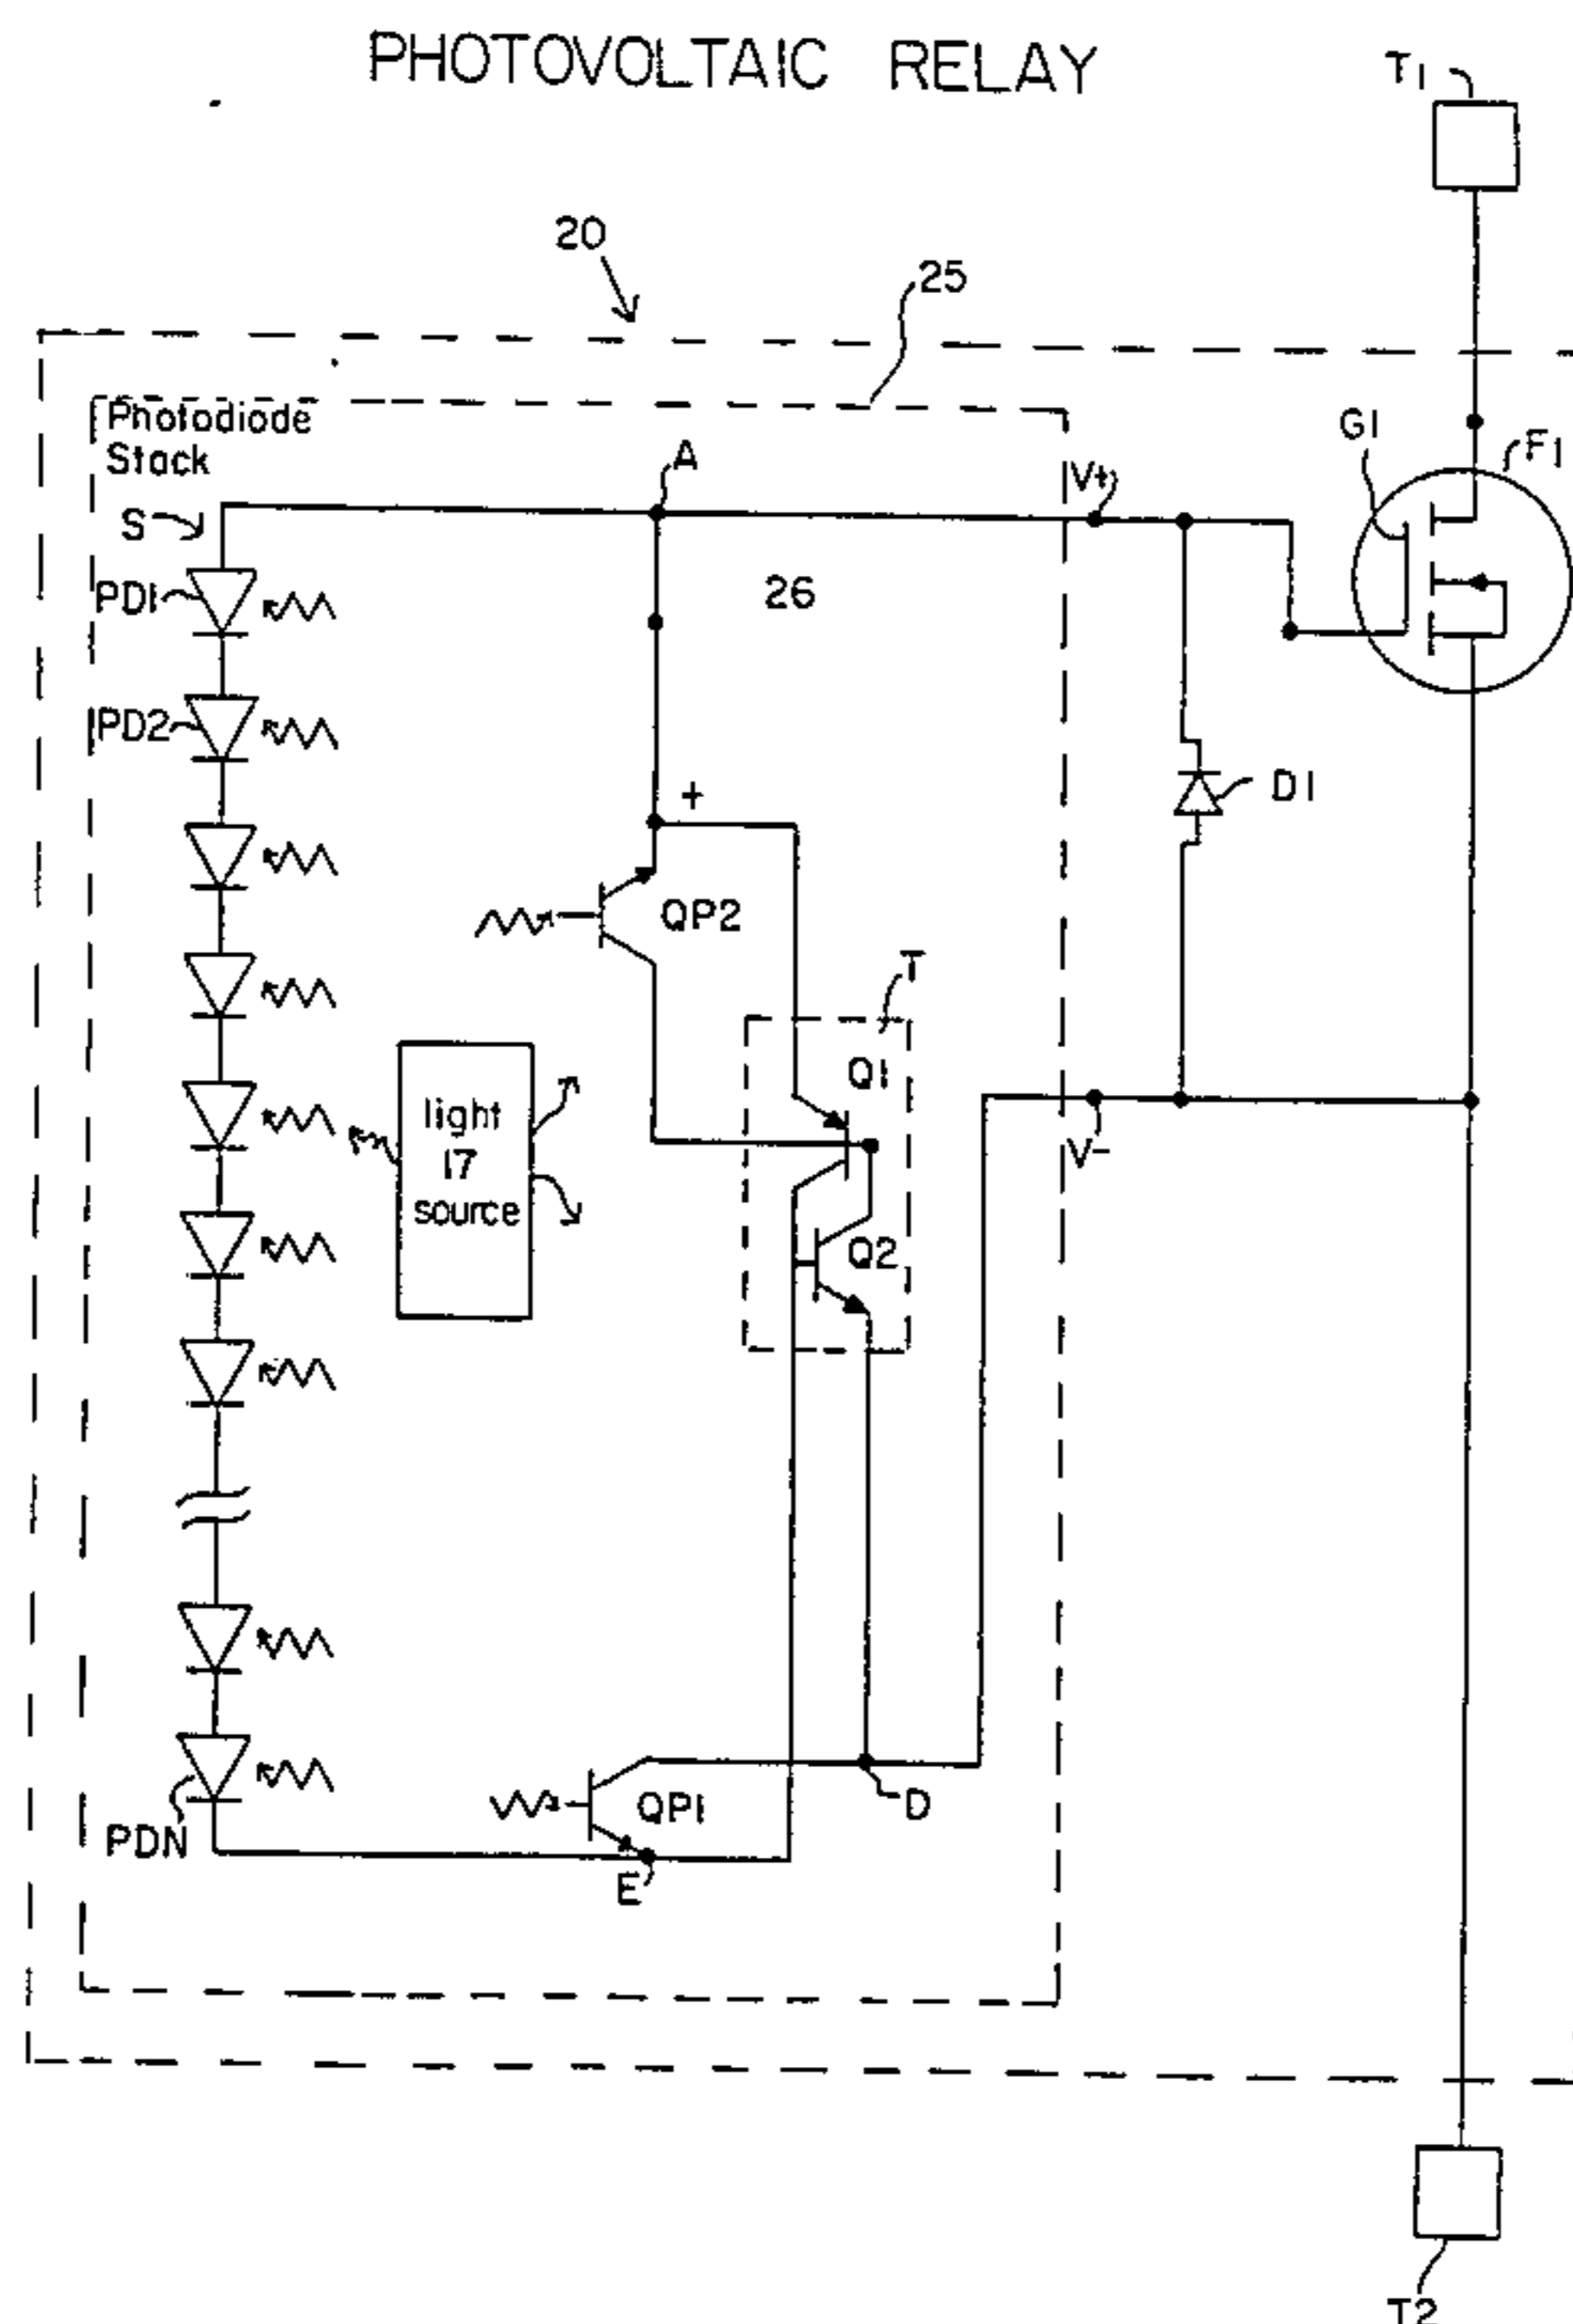 PHOTOVOLTAIC RELAY
T1
20
25
Photodiode
Stack
G1
F1
A
V+
S
PD1
26
PD2
+
D1
QP2
T
Q1
light
17
source
V-
Q2
QP1
D
PDN
E
T2